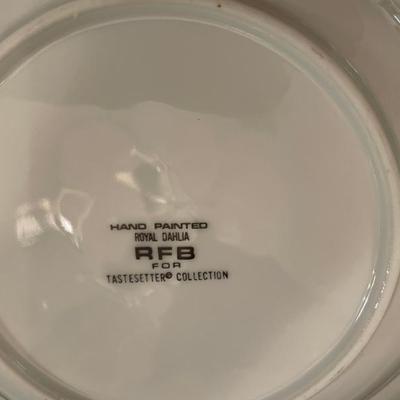 HAND PAINTED
ROYAL DAHLIA
RFB
FOR
TASTESETTER© COLLECTION